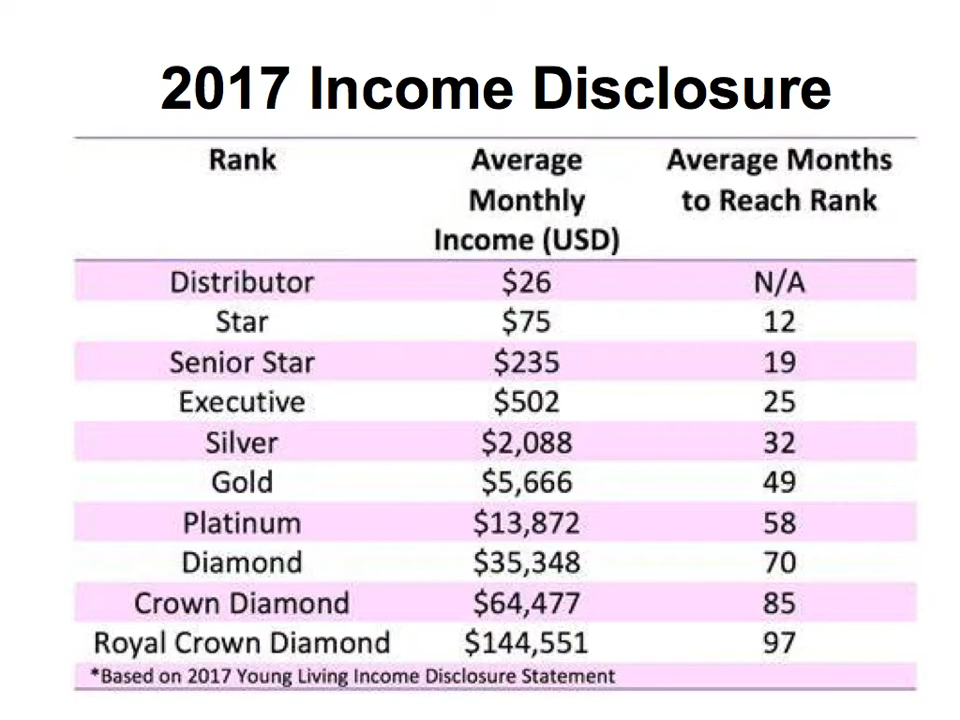 2017 Income Disclosure
Rank Average Monthly Income (USD) Average Months to Reach Rank
Distributor $26 N/A
Star $75 12
Senior Star $235 19
Executive $502 25
Silver $2,088 32
Gold $5,666 49
Platinum $13,872 58
Diamond $35,348 70
Crown Diamond $64,477 85
Royal Crown Diamond $144,551 97
*Based on 2017 Young Living Income Disclosure Statement